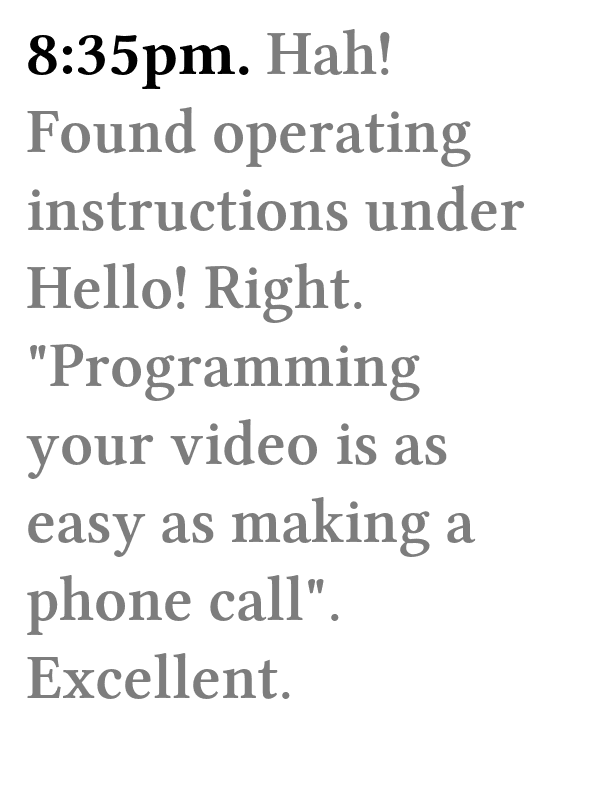 8:35pm. Hah!
Found operating
instructions under
Hello! Right.
"Programming
your video is as
easy as making a
phone call".
Excellent.